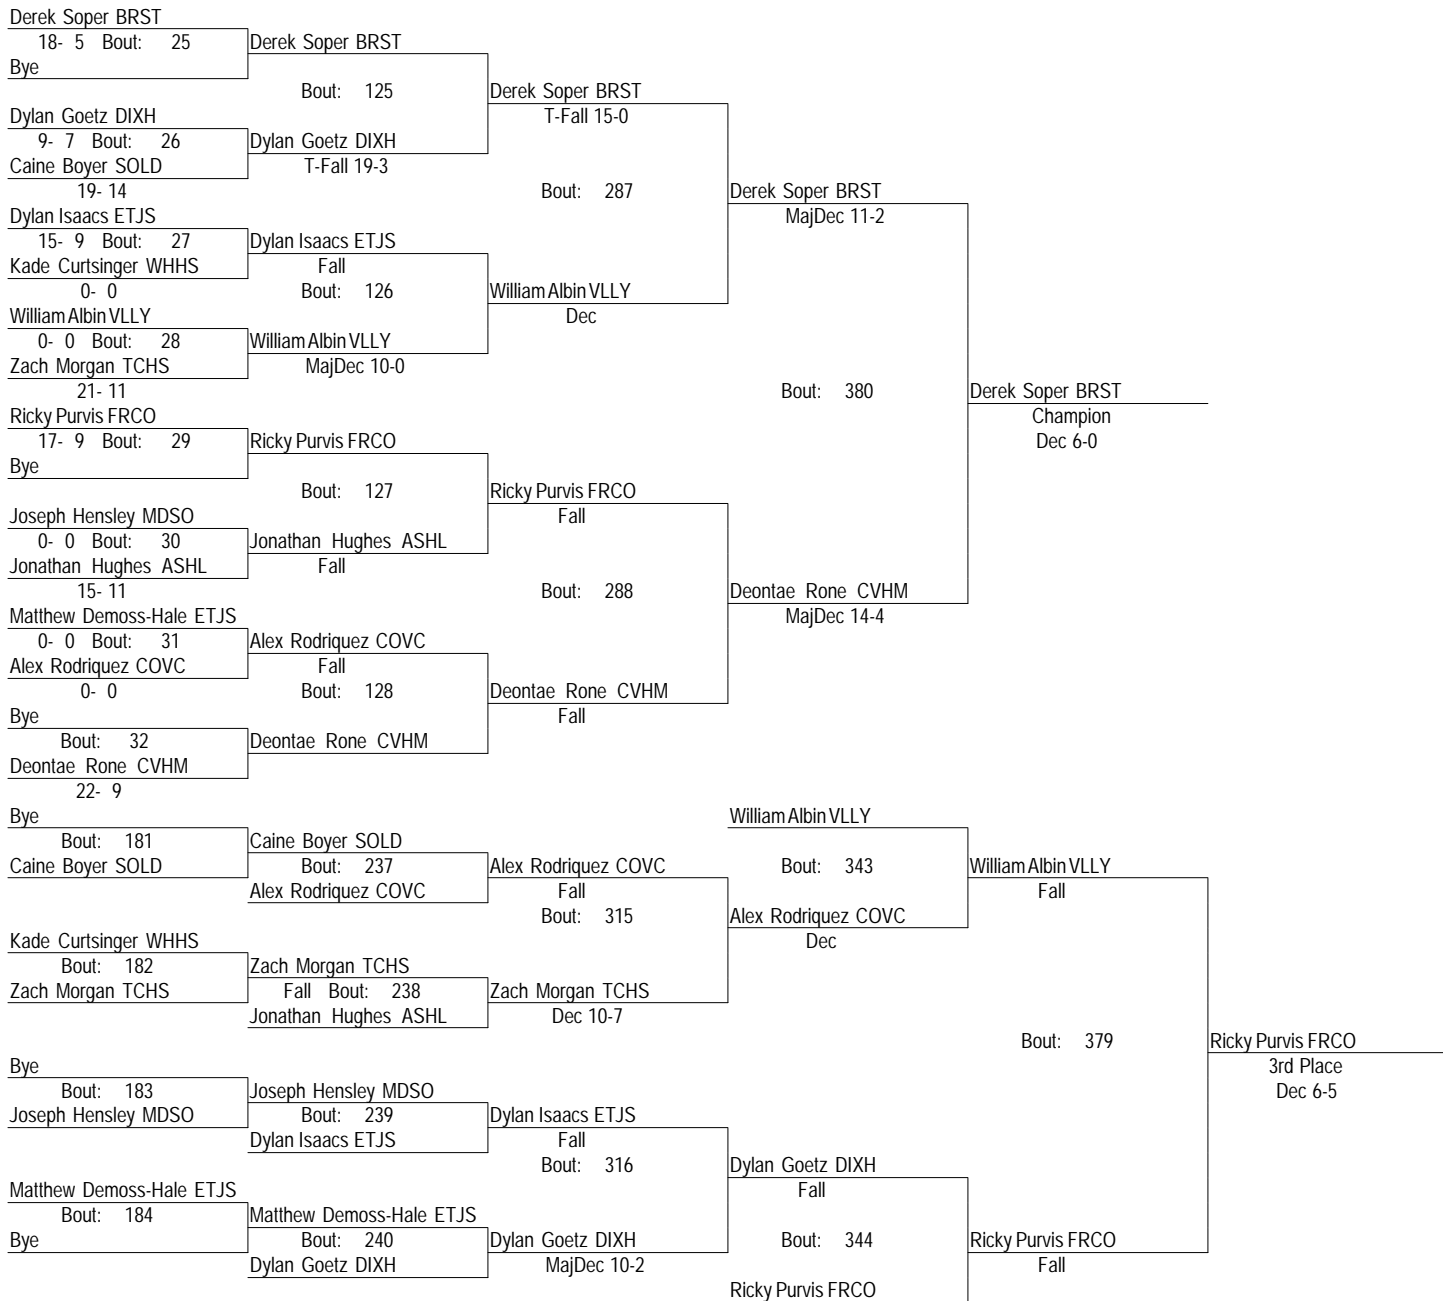 Derek Soper BRST
18- 5 Bout: 25
Derek Soper BRST
Bye
Bout: 125
Derek Soper BRST
T-Fall 15-0
Dylan Goetz DIXH
9- 7 Bout: 26
Dylan Goetz DIXH
Caine Boyer SOLD
T-Fall 19-3
19- 14
Bout: 287
Derek Soper BRST
MajDec 11-2
Dylan Isaacs ETJS
15- 9 Bout: 27
Dylan Isaacs ETJS
Kade Curtsinger WHHS
Fall
0- 0
Bout: 126
William Albin VLLY
Dec
William Albin VLLY
0- 0 Bout: 28
William Albin VLLY
Zach Morgan TCHS
MajDec 10-0
21- 11
Bout: 380
Derek Soper BRST
Champion
Dec 6-0
Ricky Purvis FRCO
17- 9 Bout: 29
Ricky Purvis FRCO
Bye
Bout: 127
Ricky Purvis FRCO
Fall
Joseph Hensley MDSO
0- 0 Bout: 30
Jonathan Hughes ASHL
Jonathan Hughes ASHL
Fall
15- 11
Bout: 288
Deontae Rone CVHM
MajDec 14-4
Matthew Demoss-Hale ETJS
0- 0 Bout: 31
Alex Rodriquez COVC
Alex Rodriquez COVC
Fall
0- 0
Bout: 128
Deontae Rone CVHM
Fall
Bye
Bout: 32
Deontae Rone CVHM
Deontae Rone CVHM
22- 9
Bye
William Albin VLLY
Bout: 181
Caine Boyer SOLD
Caine Boyer SOLD
Bout: 237
Alex Rodriquez COVC
Bout: 343
William Albin VLLY
Alex Rodriquez COVC
Fall
Fall
Bout: 315
Alex Rodriquez COVC
Dec
Kade Curtsinger WHHS
Bout: 182
Zach Morgan TCHS
Zach Morgan TCHS
Fall Bout: 238
Zach Morgan TCHS
Jonathan Hughes ASHL
Dec 10-7
Bout: 379
Ricky Purvis FRCO
3rd Place
Dec 6-5
Bye
Bout: 183
Joseph Hensley MDSO
Joseph Hensley MDSO
Bout: 239
Dylan Isaacs ETJS
Dylan Isaacs ETJS
Fall
Bout: 316
Dylan Goetz DIXH
Fall
Matthew Demoss-Hale ETJS
Bout: 184
Matthew Demoss-Hale ETJS
Bye
Bout: 240
Dylan Goetz DIXH
Bout: 344
Ricky Purvis FRCO
Dylan Goetz DIXH
MajDec 10-2
Fall
Ricky Purvis FRCO